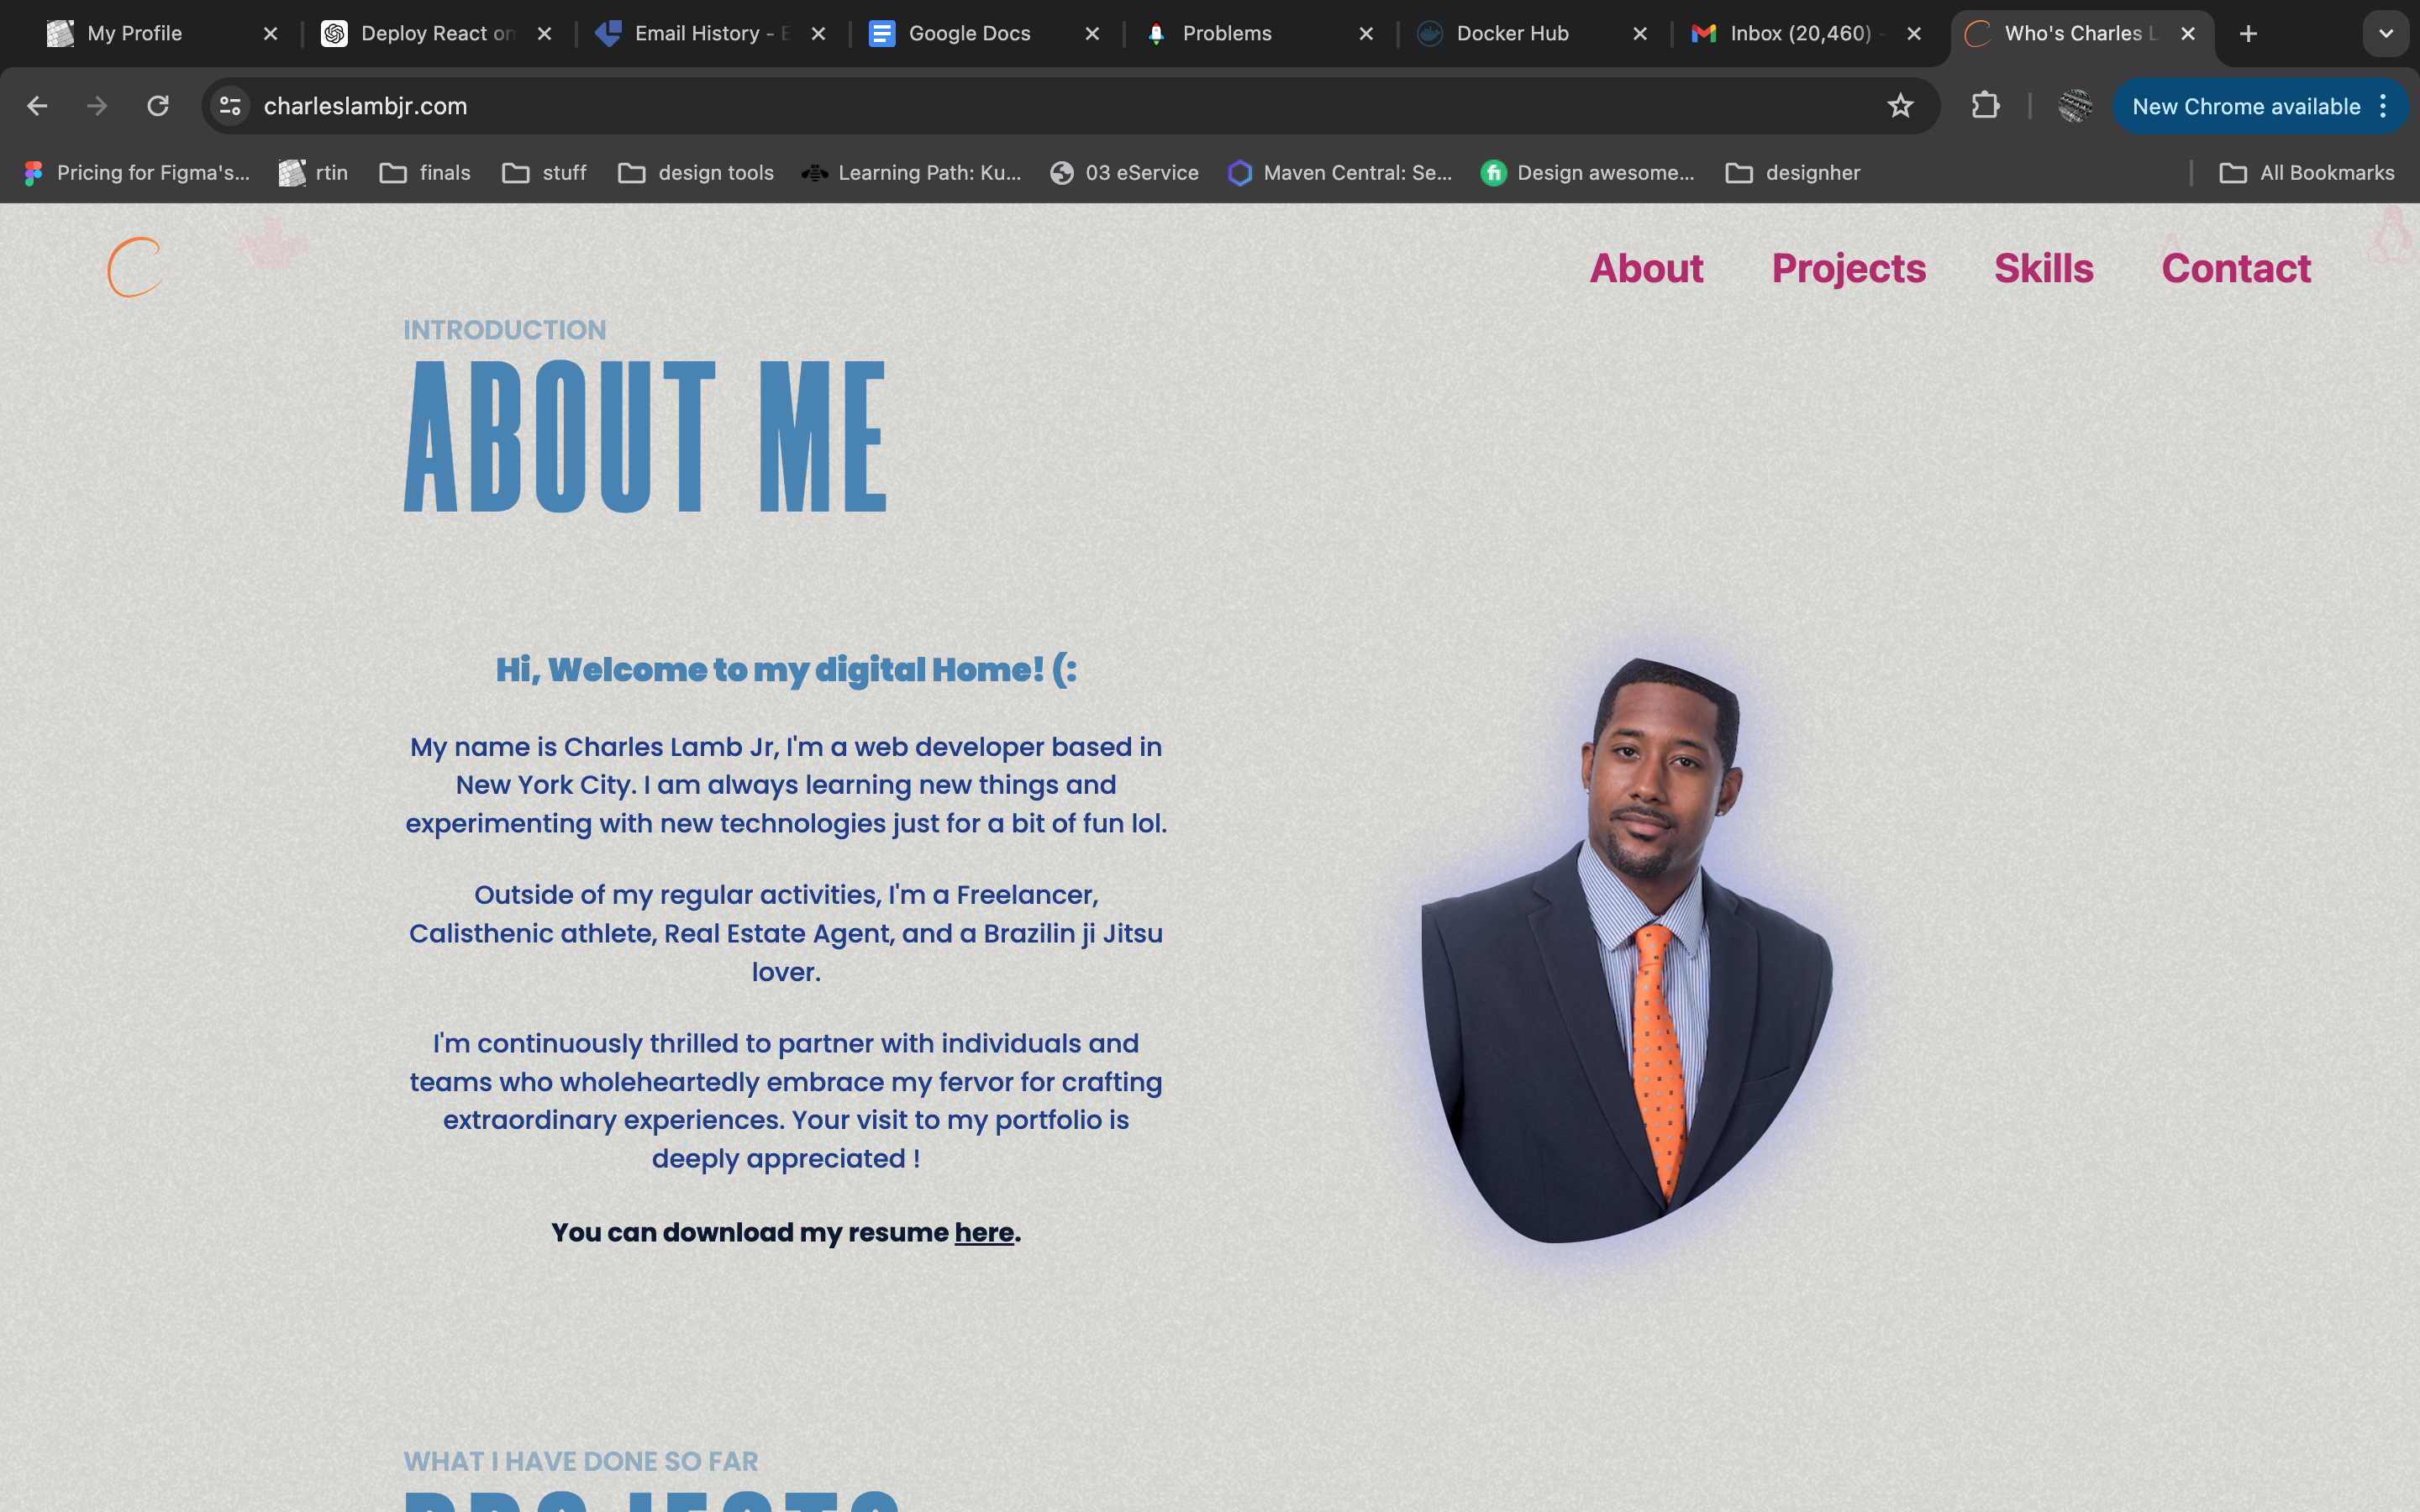 My Profile
Deploy React on
Email History - E
Google Docs
Problems
Docker Hub
Inbox (20,460) -
Who's Charles L
charleslambjr.com
New Chrome available
Pricing for Figma's...
rtin
finals
stuff
design tools
Learning Path: Ku...
03 eService
Maven Central: Se...
Design awesome...
designher
All Bookmarks
C
About
Projects
Skills
Contact
INTRODUCTION
ABOUT ME
Hi, Welcome to my digital Home! (:
My name is Charles Lamb Jr, I'm a web developer based in
New York City. I am always learning new things and
experimenting with new technologies just for a bit of fun lol.
Outside of my regular activities, I'm a Freelancer,
Calisthenic athlete, Real Estate Agent, and a Brazilin ji Jitsu
lover.
I'm continuously thrilled to partner with individuals and
teams who wholeheartedly embrace my fervor for crafting
extraordinary experiences. Your visit to my portfolio is
deeply appreciated !
You can download my resume here.
WHAT I HAVE DONE SO FAR
PROJECTS